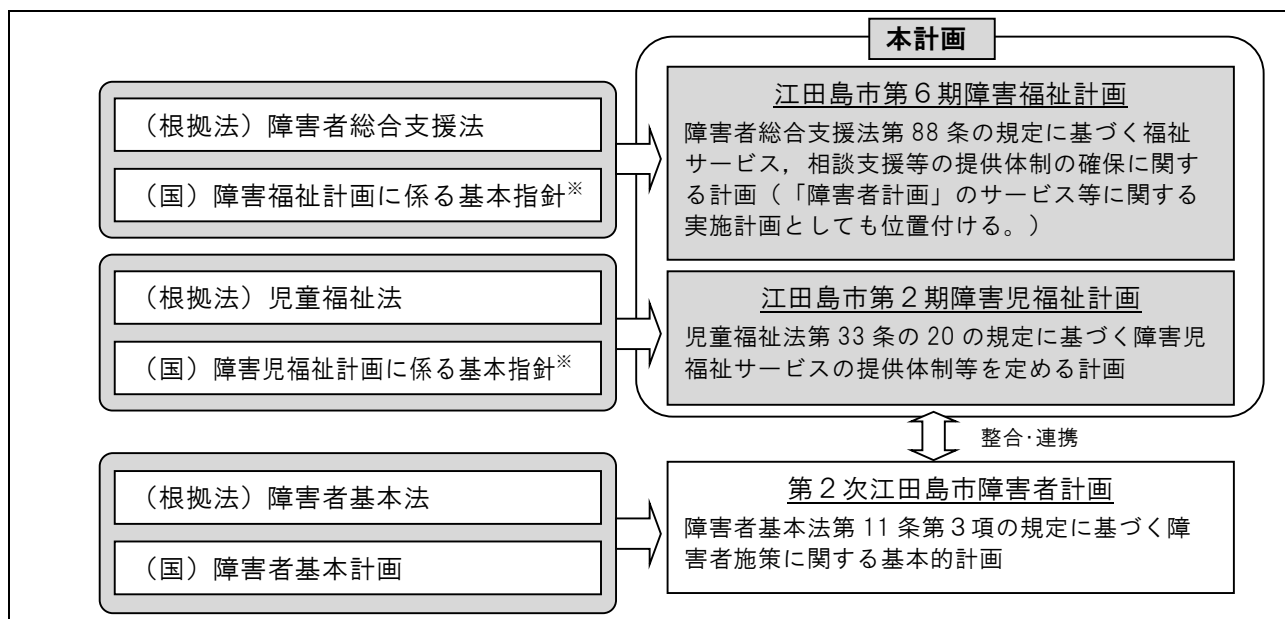 本計画
（根拠法）障害者総合支援法
（国）障害福祉計画に係る基本指針※
江田島市第６期障害福祉計画
障害者総合支援法第 88 条の規定に基づく福祉
サービス，相談支援等の提供体制の確保に関す
る計画（「障害者計画」のサービス等に関する
実施計画としても位置付ける。）
（根拠法）児童福祉法
（国）障害児福祉計画に係る基本指針※
江田島市第２期障害児福祉計画
児童福祉法第 33 条の 20 の規定に基づく障害児
福祉サービスの提供体制等を定める計画
整合･連携
（根拠法）障害者基本法
（国）障害者基本計画
第２次江田島市障害者計画
障害者基本法第 11 条第３項の規定に基づく障
害者施策に関する基本的計画